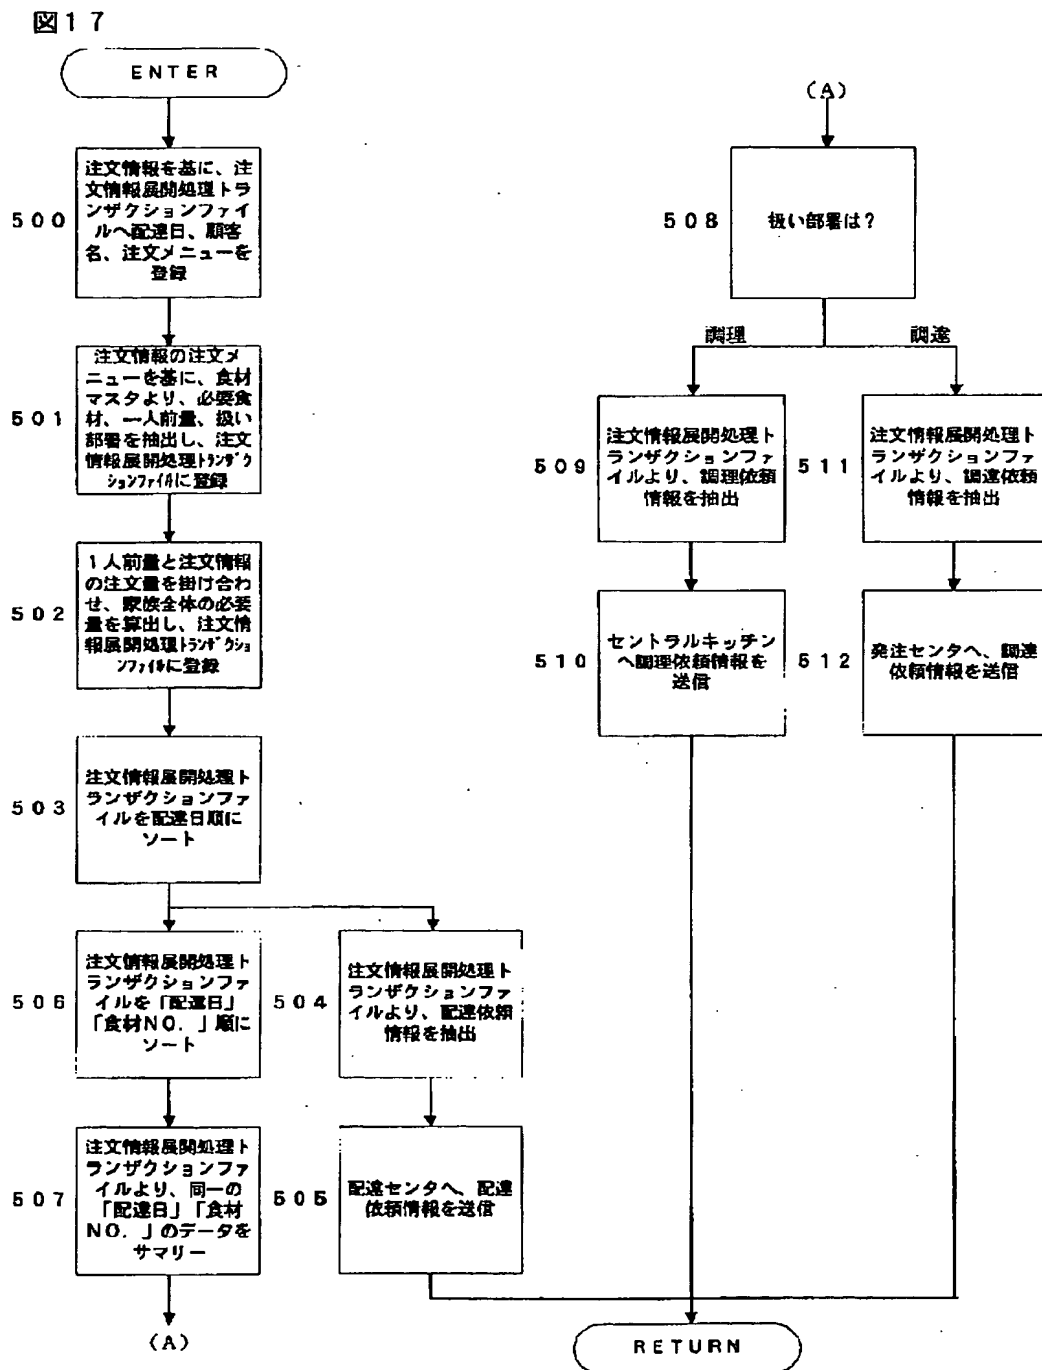 図17
ENTER
500
注文情報を基に、注
文情報展開処理トラ
ンザクションファイ
ルへ配達日、顧客
名、注文メニューを
登録
501
注文情報の注文メ
ニューを基に、食材
マスタより、必要食
材、一人前量、扱い
部署を抽出し、注文
情報展開処理トランザク
ションファイルに登録
502
1人前量と注文情報
の注文量を掛け合わ
せ、家族全体の必要
量を算出し、注文情
報展開処理トランザクショ
ンファイルに登録
503
注文情報展開処理ト
ランザクションファ
イルを配達日順に
ソート
506
注文情報展開処理ト
ランザクションファ
イルを「配達日」
「食材NO.」順に
ソート
507
注文情報展開処理ト
ランザクションファ
イルより、同一の
「配達日」「食材
NO.」のデータを
サマリー
(A)
504
注文情報展開処理ト
ランザクションファ
イルより、配達依頼
情報を抽出
505
配達センタへ、配達
依頼情報を送信
(A)
508
扱い部署は?
調理
調達
509
注文情報展開処理ト
ランザクションファ
イルより、調理依頼
情報を抽出
510
セントラルキッチン
へ調理依頼情報を
送信
511
注文情報展開処理ト
ランザクションファ
イルより、調達依頼
情報を抽出
512
発注センタへ、調達
依頼情報を送信
RETURN